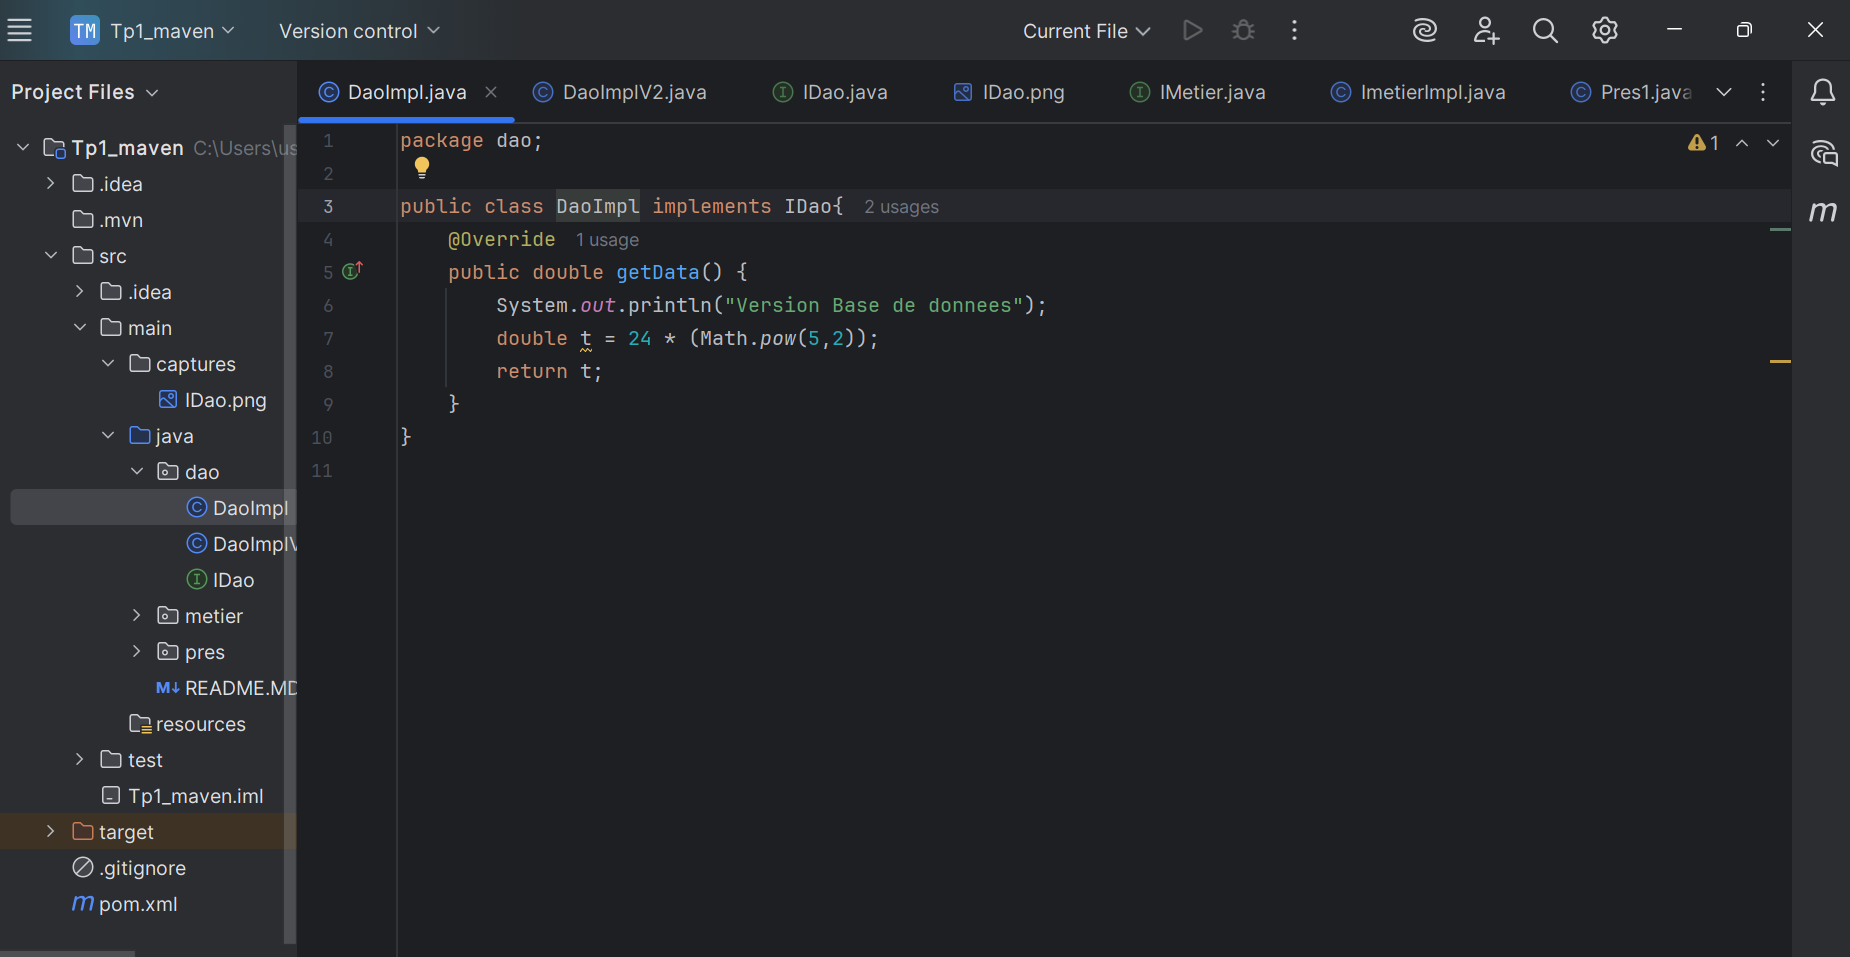 TM Tp1_maven Version control Current File
Project Files
DaoImpl.java DaoImplV2.java IDao.java IDao.png IMetier.java ImetierImpl.java Pres1.java
Tp1_maven C:\Users\us
.idea
.mvn
src
.idea
main
captures
IDao.png
java
dao
DaoImpl
DaoImplV
IDao
metier
pres
M↓ README.MD
resources
test
Tp1_maven.iml
target
.gitignore
m pom.xml
1 package dao;
2
3 public class DaoImpl implements IDao{ 2 usages
4 @Override 1 usage
5 public double getData() {
6 System.out.println("Version Base de donnees");
7 double t = 24 * (Math.pow(5,2));
8 return t;
9 }
10 }
11
1
m